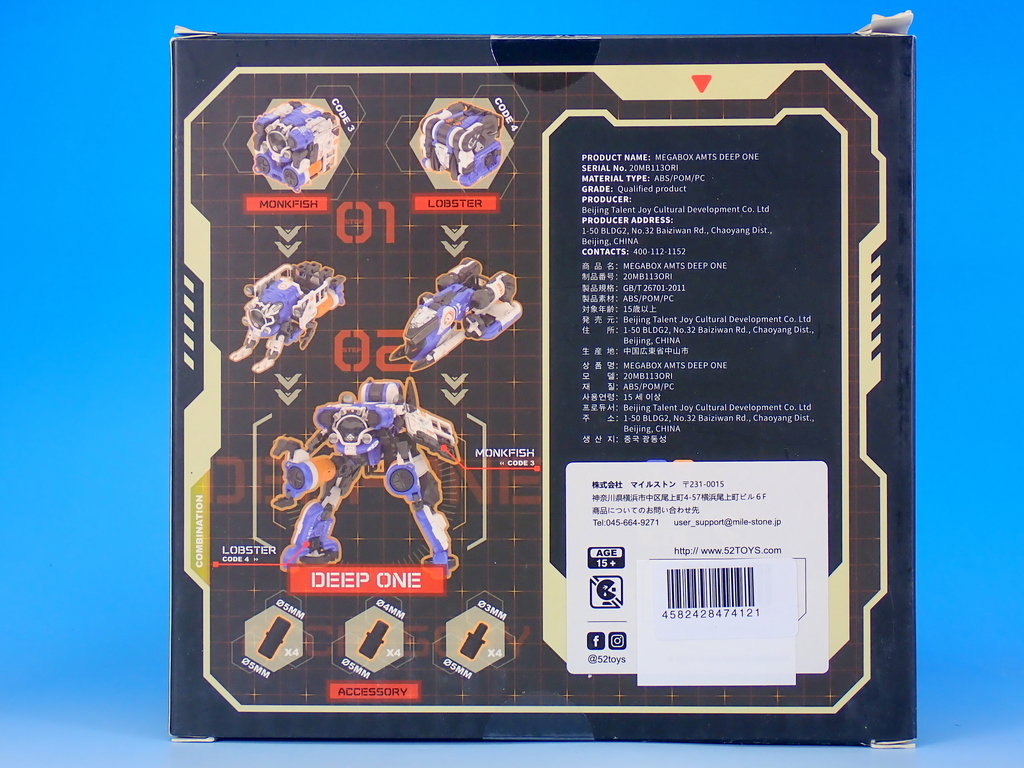 CODE 3
CODE 4
MONKFISH
LOBSTER
STEP
01
STEP
02
MONKFISH
‹‹ CODE 3
DEEP ONE
COMBINATION
LOBSTER
CODE 4 ››
DEEP ONE
Ø5MM
X4
Ø5MM
Ø4MM
X4
Ø5MM
Ø3MM
X4
Ø5MM
ACCESSORY
ACCESSORY
PRODUCT NAME: MEGABOX AMTS DEEP ONE
SERIAL No. 20MB113ORI
MATERIAL TYPE: ABS/POM/PC
GRADE: Qualified product
PRODUCER:
Beijing Talent Joy Cultural Development Co. Ltd
PRODUCER ADDRESS:
1-50 BLDG2, No.32 Baiziwan Rd., Chaoyang Dist.,
Beijing, CHINA
CONTACTS: 400-112-1152
商 品 名: MEGABOX AMTS DEEP ONE
制品番号: 20MB113ORI
製品規格: GB/T 26701-2011
製品素材: ABS/POM/PC
対象年齢: 15歳以上
発 売 元: Beijing Talent Joy Cultural Development Co. Ltd
住 所: 1-50 BLDG2, No.32 Baiziwan Rd., Chaoyang Dist.,
Beijing, CHINA
生 産 地: 中国広東省中山市
상 품 명: MEGABOX AMTS DEEP ONE
모 델: 20MB113ORI
재 질: ABS/POM/PC
사용연령: 15 세 이상
프로듀서: Beijing Talent Joy Cultural Development Co. Ltd
주 소: 1-50 BLDG2, No.32 Baiziwan Rd., Chaoyang Dist.,
Beijing, CHINA
생 산 지: 중국 광동성
株式会社 マイルストン 〒231-0015
神奈川県横浜市中区尾上町4-57横浜尾上町ビル6F
商品についてのお問い合わせ先
Tel:045-664-9271 user_support@mile-stone.jp
AGE
15+
http:// www.52TOYS.com
4582428474121
@52toys